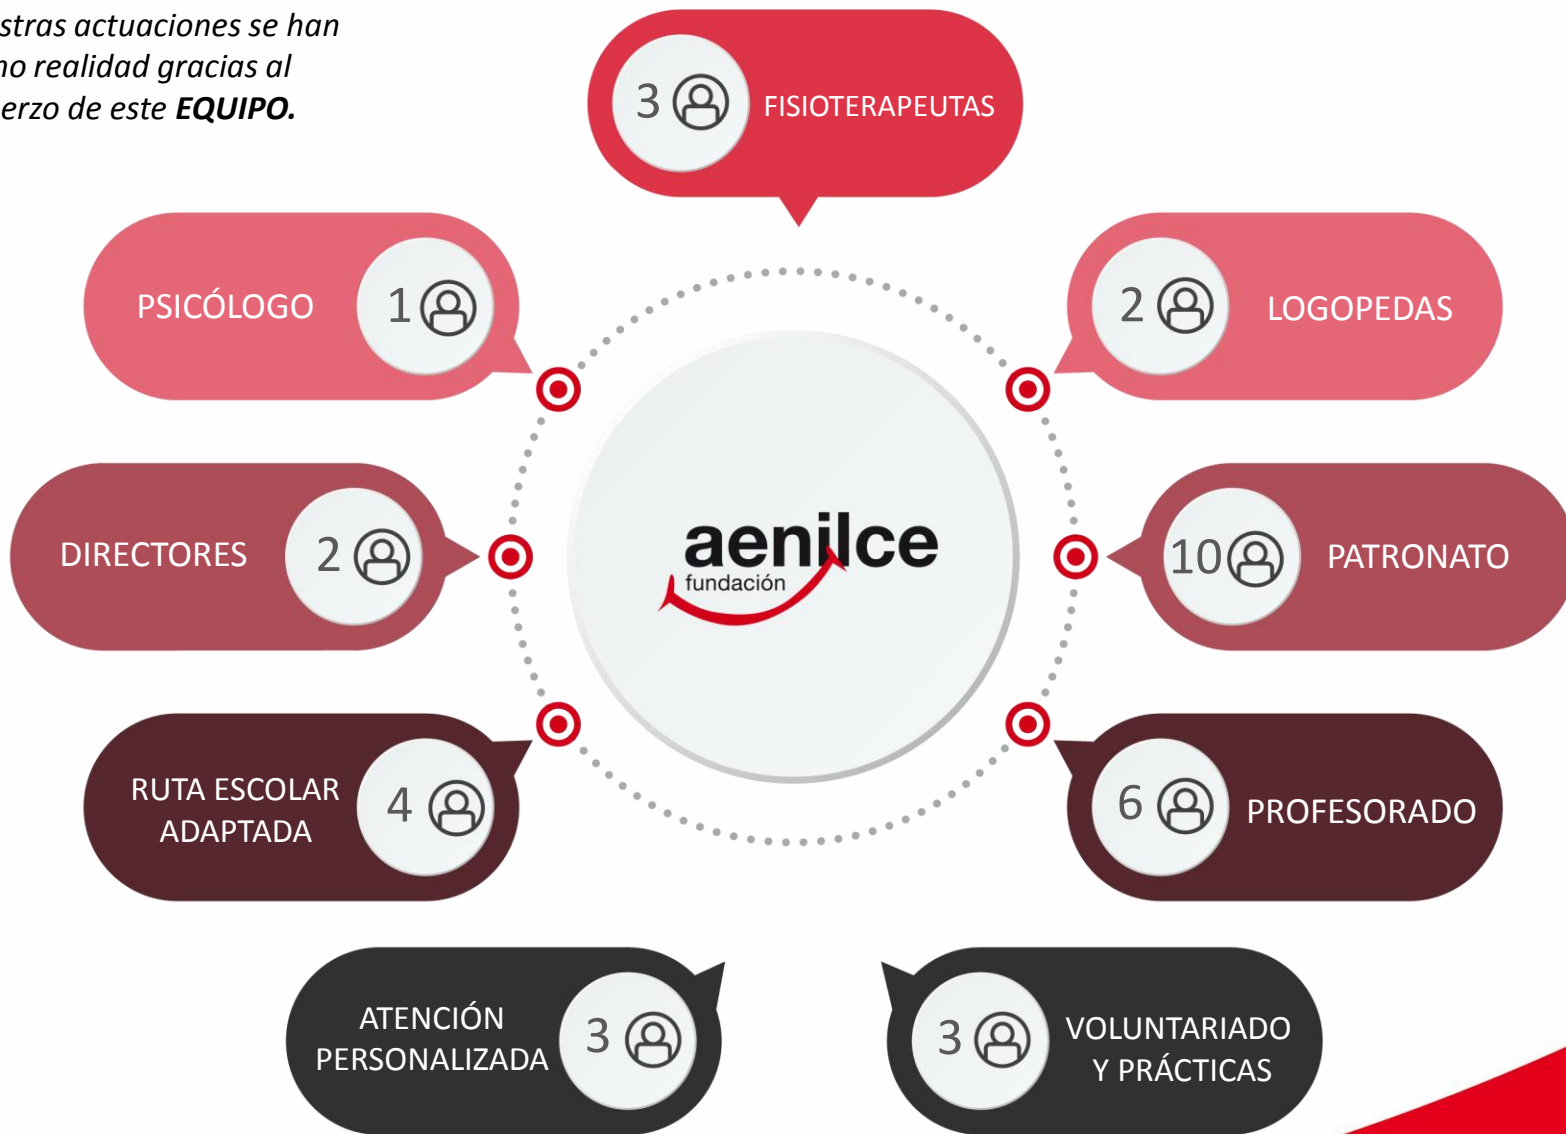 stras actuaciones se han
no realidad gracias al
erzo de este EQUIPO.
3 FISIOTERAPEUTAS
PSICÓLOGO 1
2 LOGOPEDAS
aenilce
fundación
DIRECTORES 2
10 PATRONATO
RUTA ESCOLAR
ADAPTADA 4
6 PROFESORADO
ATENCIÓN
PERSONALIZADA 3
3 VOLUNTARIADO
Y PRÁCTICAS